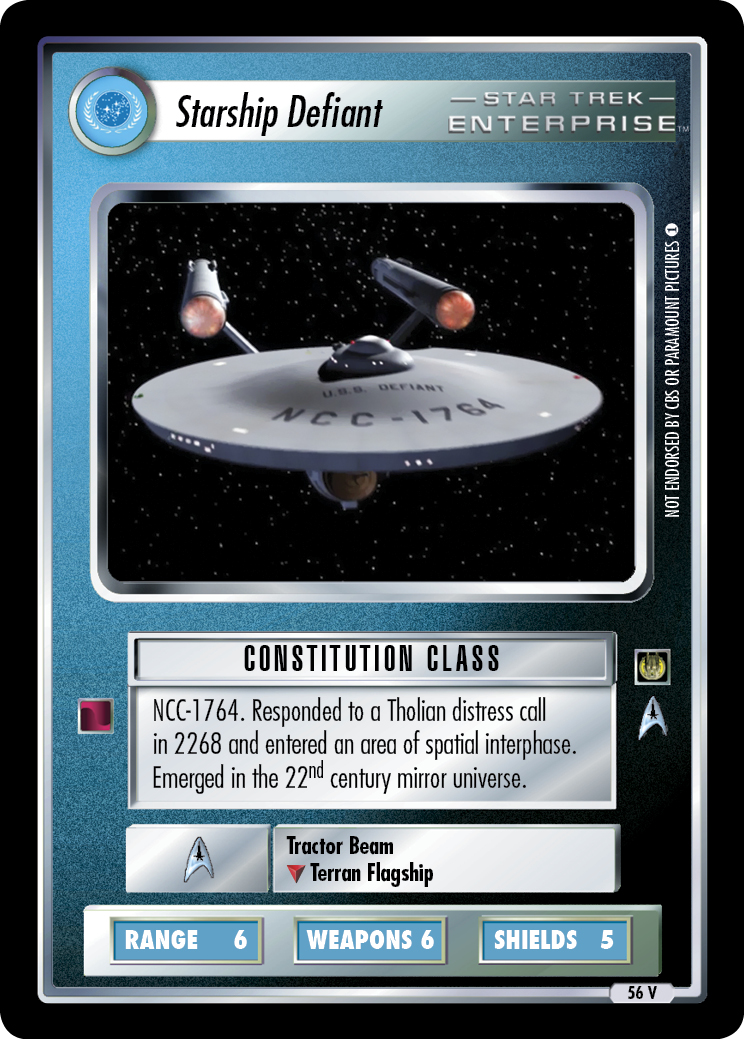 Starship Defiant
STAR TREK
ENTERPRISE™
U.S.S. DEFIANT
NCC-1764
NOT ENDORSED BY CBS OR PARAMOUNT PICTURES 1
CONSTITUTION CLASS
NCC-1764. Responded to a Tholian distress call
in 2268 and entered an area of spatial interphase.
Emerged in the 22nd century mirror universe.
Tractor Beam
Terran Flagship
RANGE 6 WEAPONS 6 SHIELDS 5
56 V